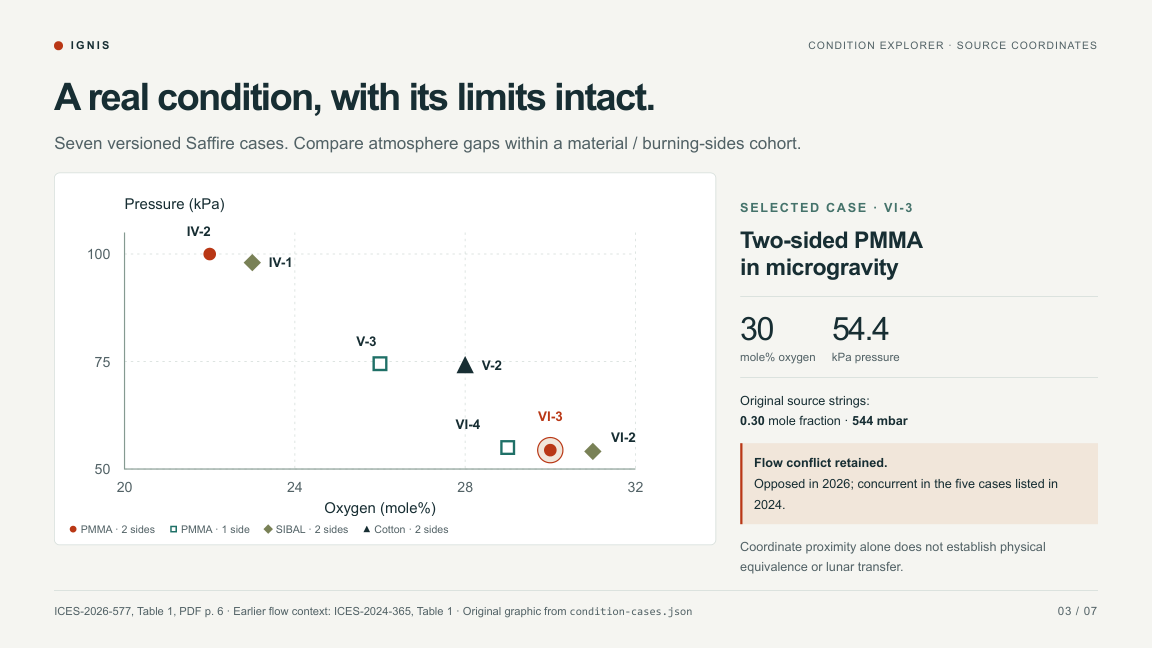 IGNIS
CONDITION EXPLORER · SOURCE COORDINATES
A real condition, with its limits intact.
Seven versioned Saffire cases. Compare atmosphere gaps within a material / burning-sides cohort.
Pressure (kPa)
IV-2
100
IV-1
V-3
75
V-2
VI-3
VI-4
VI-2
50
20
24
28
32
Oxygen (mole%)
PMMA · 2 sides
PMMA · 1 side
SIBAL · 2 sides
Cotton · 2 sides
SELECTED CASE · VI-3
Two-sided PMMA
in microgravity
30
54.4
mole% oxygen
kPa pressure
Original source strings:
0.30 mole fraction · 544 mbar
Flow conflict retained.
Opposed in 2026; concurrent in the five cases listed in
2024.
Coordinate proximity alone does not establish physical
equivalence or lunar transfer.
ICES-2026-577, Table 1, PDF p. 6 · Earlier flow context: ICES-2024-365, Table 1 · Original graphic from condition-cases.json
03 / 07